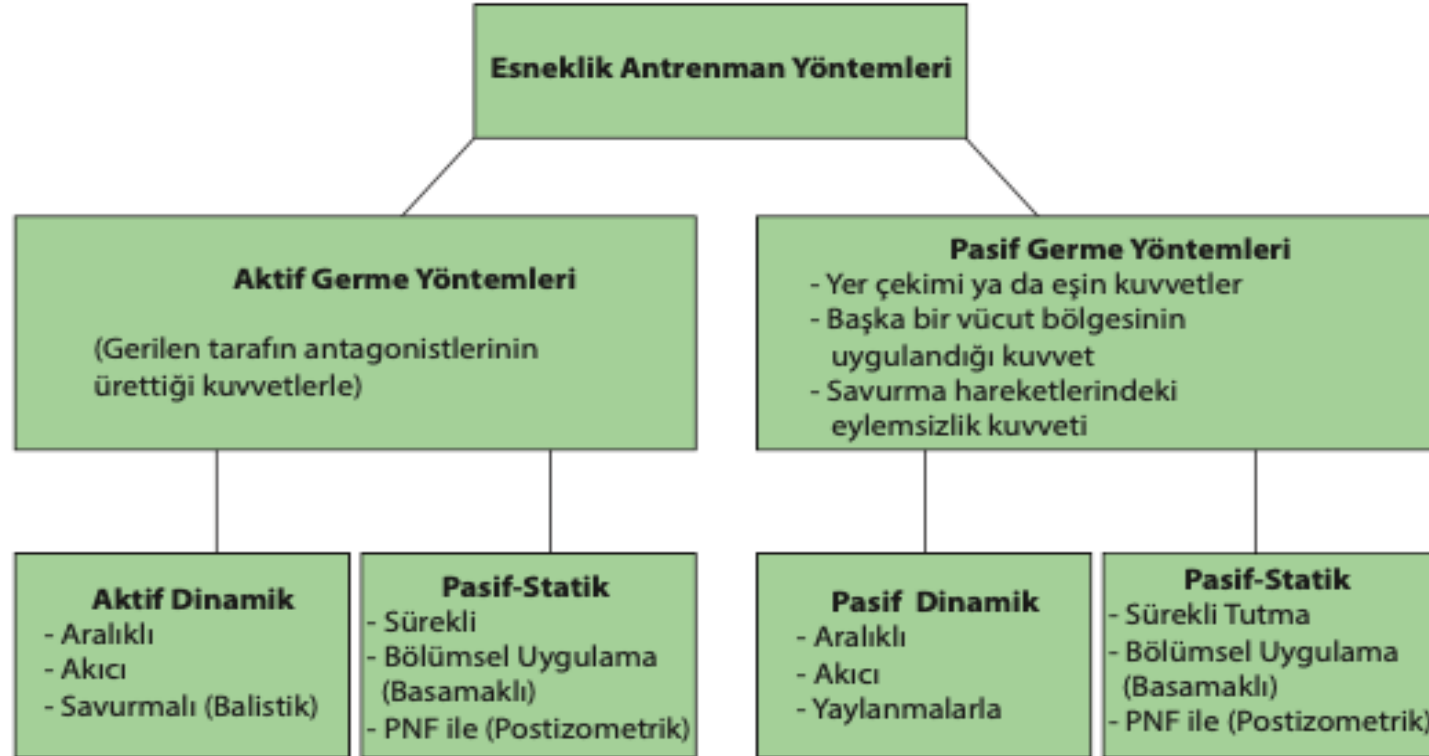 Esneklik Antrenman Yöntemleri
Aktif Germe Yöntemleri
(Gerilen tarafın antagonistlerinin
ürettiği kuvvetlerle)
Pasif Germe Yöntemleri
- Yer çekimi ya da eşin kuvvetler
- Başka bir vücut bölgesinin
uygulandığı kuvvet
- Savurma hareketlerindeki
eylemsizlik kuvveti
Aktif Dinamik
- Aralıklı
- Akıcı
- Savurmalı (Balistik)
Pasif-Statik
- Sürekli
- Bölümsel Uygulama
(Basamaklı)
- PNF ile (Postizometrik)
Pasif Dinamik
- Aralıklı
- Akıcı
- Yaylanmalarla
Pasif-Statik
- Sürekli Tutma
- Bölümsel Uygulama
(Basamaklı)
- PNF ile (Postizometrik)